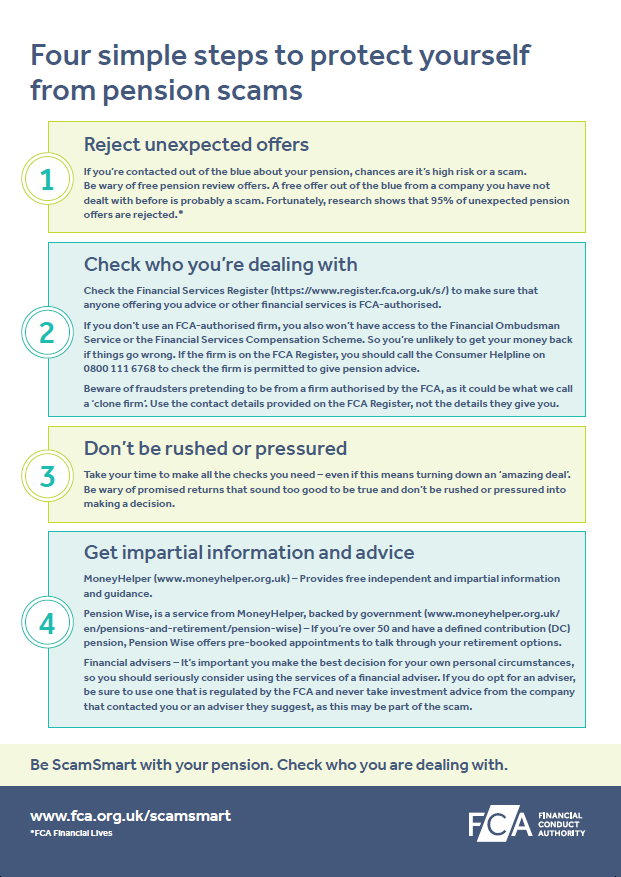 Four simple steps to protect yourself
from pension scams
1
Reject unexpected offers
If you're contacted out of the blue about your pension, chances are it's high risk or a scam.
Be wary of free pension review offers. A free offer out of the blue from a company you have not
dealt with before is probably a scam. Fortunately, research shows that 95% of unexpected pension
offers are rejected.*
2
Check who you're dealing with
Check the Financial Services Register (https://www.register.fca.org.uk/s/) to make sure that
anyone offering you advice or other financial services is FCA-authorised.
If you don't use an FCA-authorised firm, you also won't have access to the Financial Ombudsman
Service or the Financial Services Compensation Scheme. So you're unlikely to get your money back
if things go wrong. If the firm is on the FCA Register, you should call the Consumer Helpline on
0800 111 6768 to check the firm is permitted to give pension advice.
Beware of fraudsters pretending to be from a firm authorised by the FCA, as it could be what we call
a 'clone firm'. Use the contact details provided on the FCA Register, not the details they give you.
3
Don't be rushed or pressured
Take your time to make all the checks you need – even if this means turning down an 'amazing deal'.
Be wary of promised returns that sound too good to be true and don't be rushed or pressured into
making a decision.
4
Get impartial information and advice
MoneyHelper (www.moneyhelper.org.uk) – Provides free independent and impartial information
and guidance.
Pension Wise, is a service from MoneyHelper, backed by government (www.moneyhelper.org.uk/
en/pensions-and-retirement/pension-wise) – If you're over 50 and have a defined contribution (DC)
pension, Pension Wise offers pre-booked appointments to talk through your retirement options.
Financial advisers – It's important you make the best decision for your own personal circumstances,
so you should seriously consider using the services of a financial adviser. If you do opt for an adviser,
be sure to use one that is regulated by the FCA and never take investment advice from the company
that contacted you or an adviser they suggest, as this may be part of the scam.
Be ScamSmart with your pension. Check who you are dealing with.
www.fca.org.uk/scamsmart
*FCA Financial Lives
FCA
FINANCIAL
CONDUCT
AUTHORITY